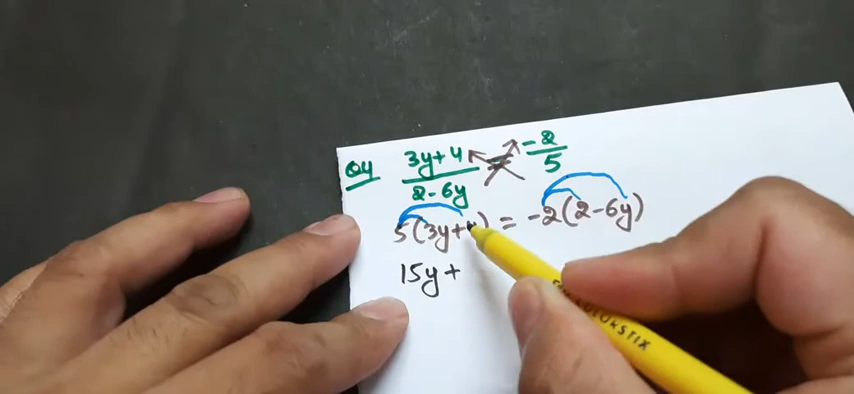 Q4 3y+4/2-6y = -2/5
5(3y+4) = -2(2-6y)
15y+